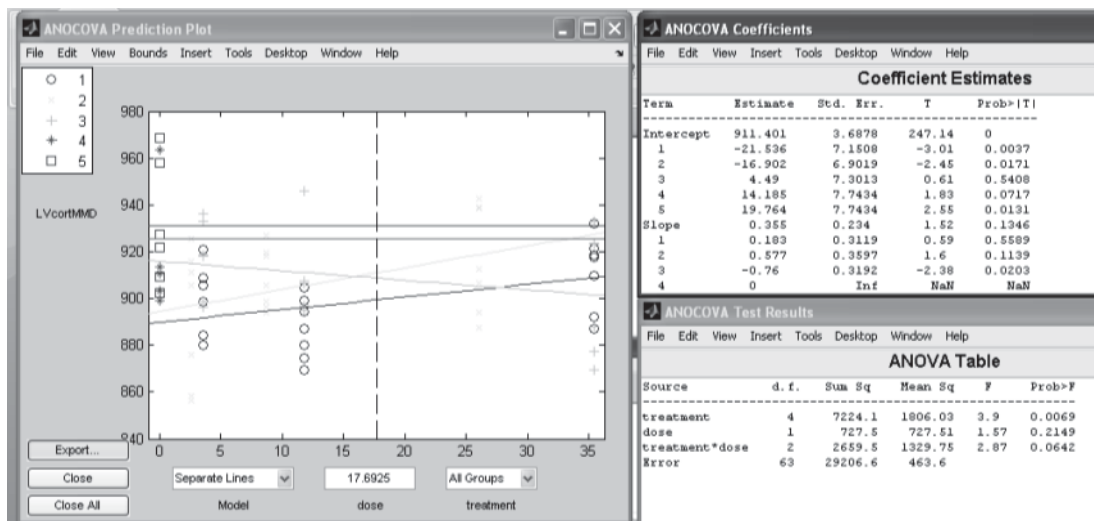 ANOCOVA Prediction Plot
File Edit View Bounds Insert Tools Desktop Window Help
1
2
3
4
5
LVcortMMD
980
960
940
920
900
880
860
840
0 5 10 15 20 25 30 35
Export...
Close
Close All
Separate Lines 17.6925 All Groups
Model dose treatment
ANOCOVA Coefficients
File Edit View Insert Tools Desktop Window Help
Coefficient Estimates
Term Estimate Std. Err. T Prob>|T|
Intercept 911.401 3.6878 247.14 0
1 -21.536 7.1508 -3.01 0.0037
2 -16.902 6.9019 -2.45 0.0171
3 4.49 7.3013 0.61 0.5408
4 14.185 7.7434 1.83 0.0717
5 19.764 7.7434 2.55 0.0131
Slope 0.355 0.234 1.52 0.1346
1 0.183 0.3119 0.59 0.5589
2 0.577 0.3597 1.6 0.1139
3 -0.76 0.3192 -2.38 0.0203
4 0 Inf NaN NaN
ANOCOVA Test Results
File Edit View Insert Tools Desktop Window Help
ANOVA Table
Source d.f. Sum Sq Mean Sq F Prob>F
treatment 4 7224.1 1806.03 3.9 0.0069
dose 1 727.5 727.51 1.57 0.2149
treatment*dose 2 2659.5 1329.75 2.87 0.0642
Error 63 29206.6 463.6